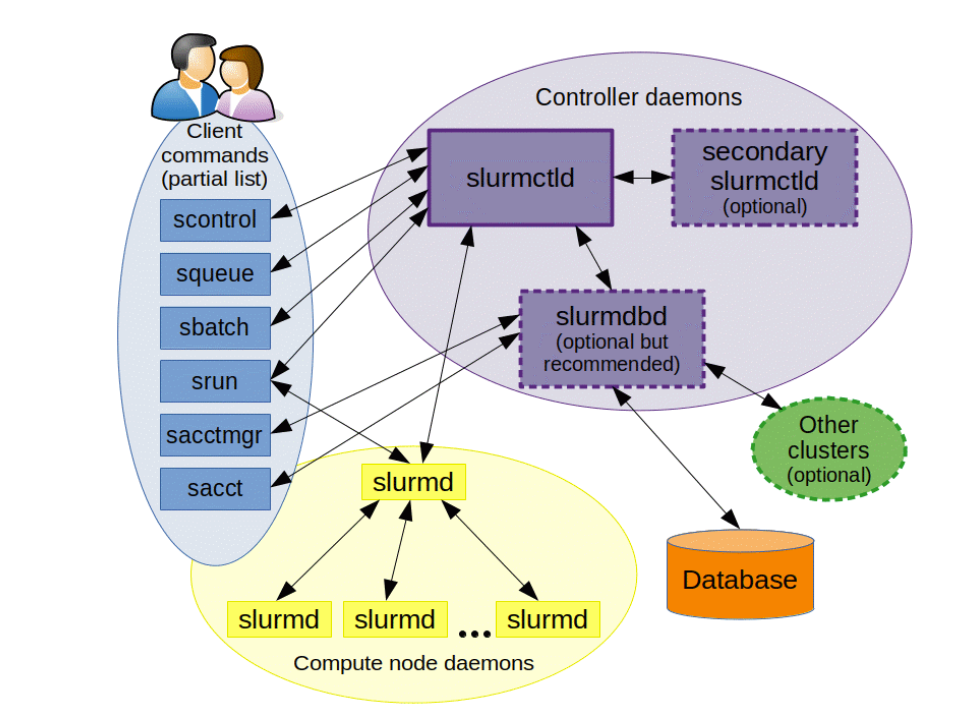 Client
commands
(partial list)
scontrol
squeue
sbatch
srun
sacctmgr
sacct
Controller daemons
slurmctld
secondary
slurmctld
(optional)
slurmdbd
(optional but
recommended)
Other
clusters
(optional)
Database
slurmd
slurmd
slurmd
...
slurmd
Compute node daemons